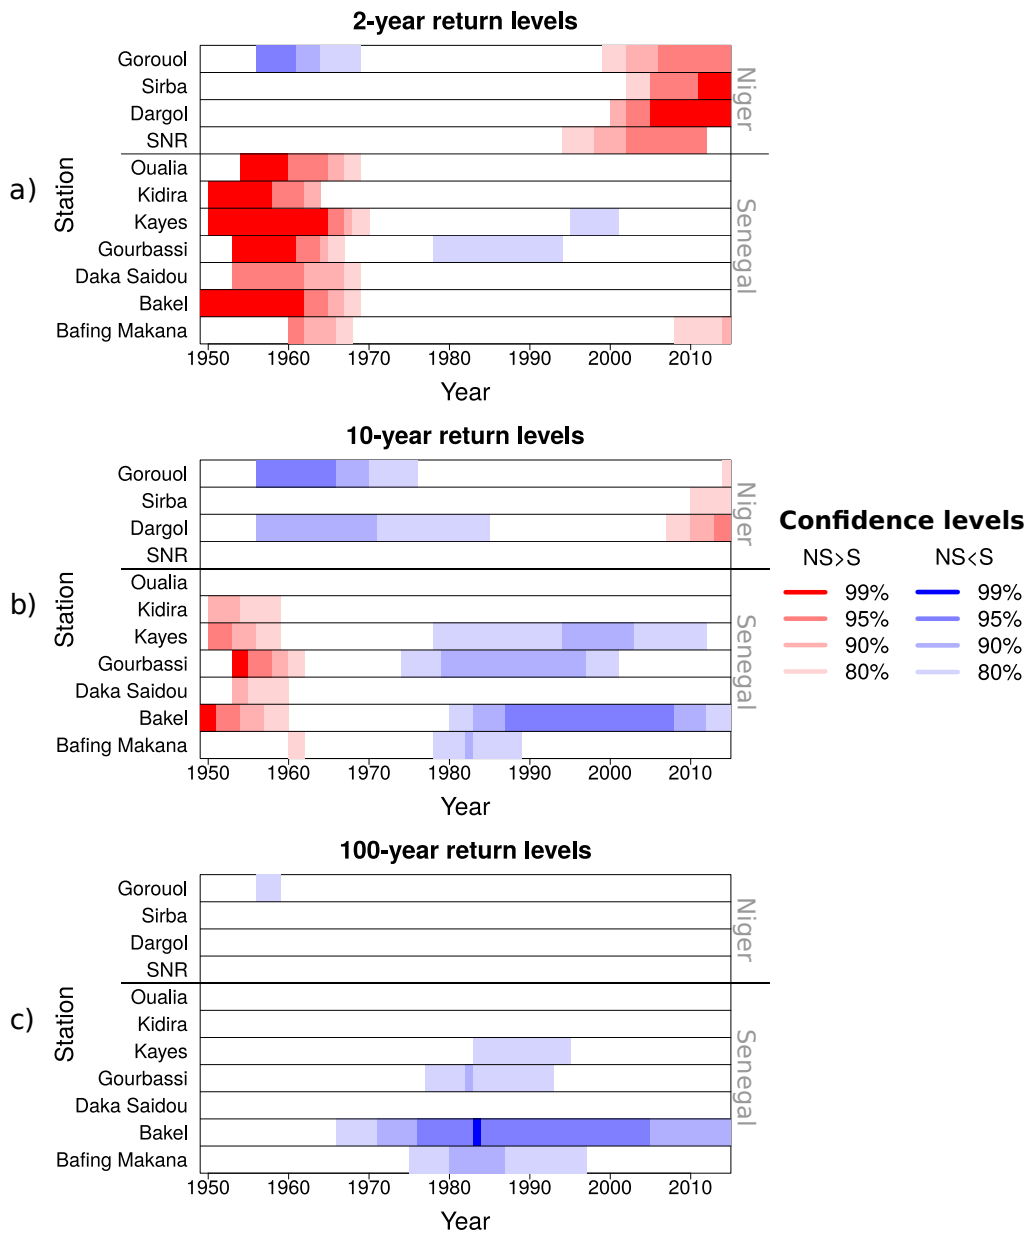 2-year return levels
a)
Station
Gorouol
Sirba
Dargol
SNR
Oualia
Kidira
Kayes
Gourbassi
Daka Saidou
Bakel
Bafing Makana
Niger
Senegal
1950 1960 1970 1980 1990 2000 2010
Year
10-year return levels
b)
Station
Gorouol
Sirba
Dargol
SNR
Oualia
Kidira
Kayes
Gourbassi
Daka Saidou
Bakel
Bafing Makana
Niger
Senegal
1950 1960 1970 1980 1990 2000 2010
Year
Confidence levels
NS>S NS<S
99% 99%
95% 95%
90% 90%
80% 80%
100-year return levels
c)
Station
Gorouol
Sirba
Dargol
SNR
Oualia
Kidira
Kayes
Gourbassi
Daka Saidou
Bakel
Bafing Makana
Niger
Senegal
1950 1960 1970 1980 1990 2000 2010
Year